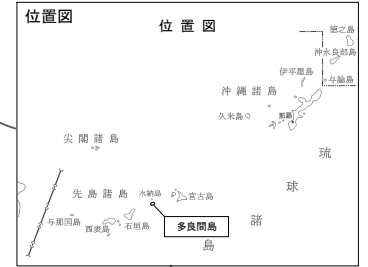 位置図
位置図
徳之島
沖永良部島
与論島
伊平屋島
沖縄諸島
久米島
那覇
尖閣諸島
琉
球
諸
島
先島諸島
水納島
宮古島
多良間島
与那国島
西表島
石垣島